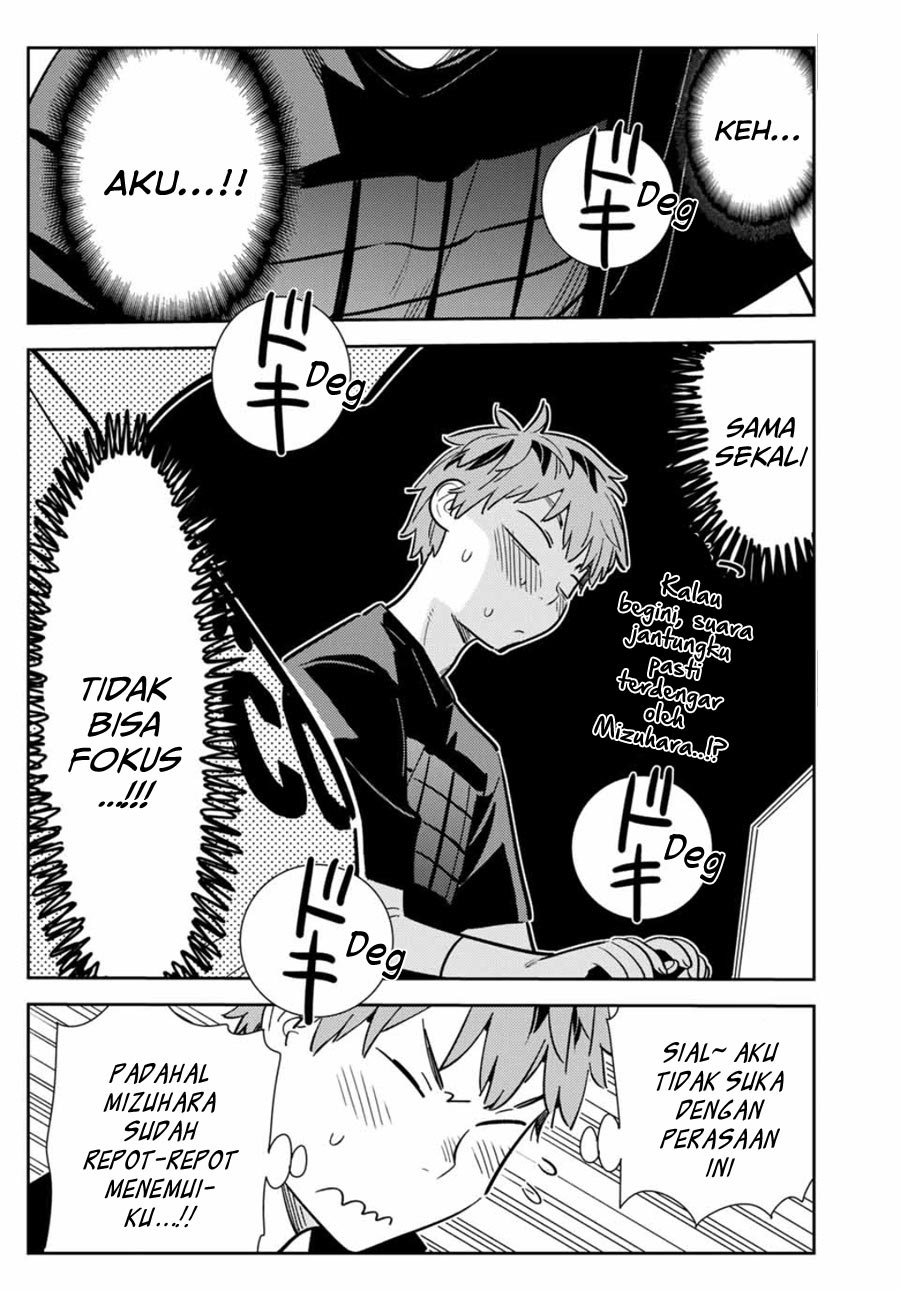 KEH...
ドキ
Deg
AKU...!!
SAMA
SEKALI
ドキ
Deg
Kalau
begini, suara
jantungku
pasti
terdengar
oleh
Mizuhara..!?
TIDAK
BISA
FOKUS
...!!!
ドキ
Deg
ドキ
Deg
SIAL~ AKU
TIDAK SUKA
DENGAN
PERASAAN
INI
PADAHAL
MIZUHARA
SUDAH
REPOT-REPOT
MENEMUI-
KU...!!